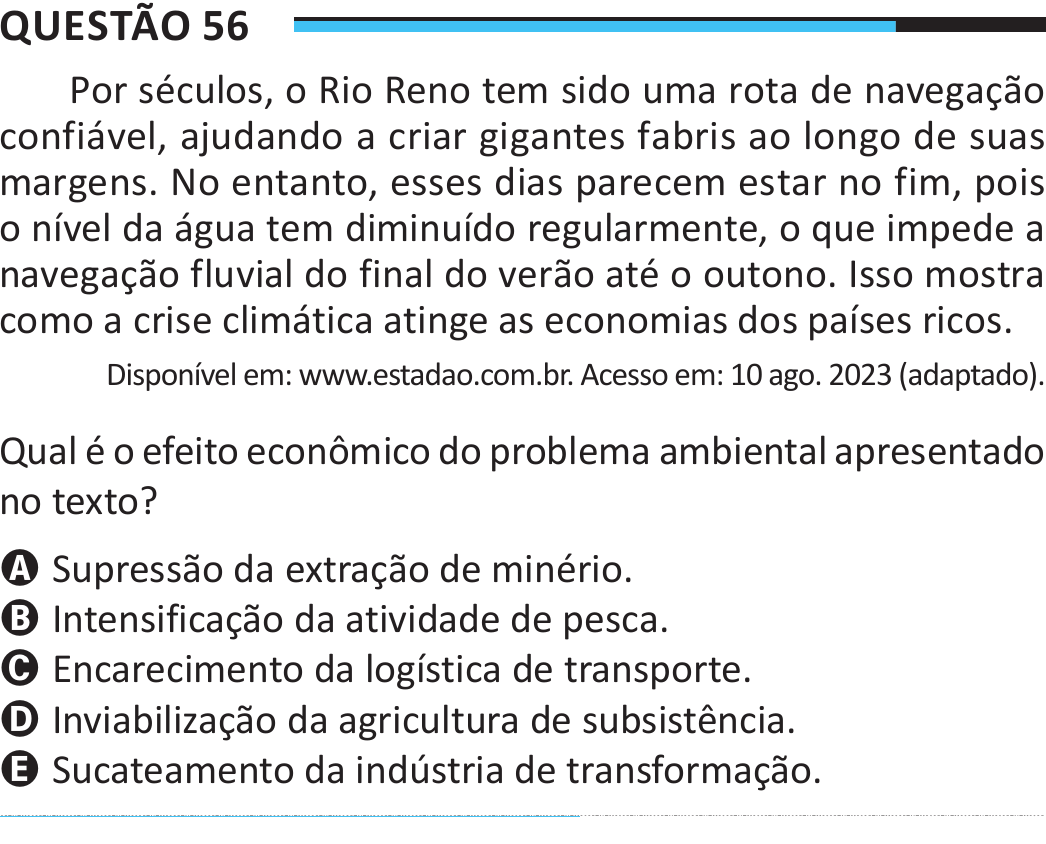 QUESTÃO 56
Por séculos, o Rio Reno tem sido uma rota de navegação
confiável, ajudando a criar gigantes fabris ao longo de suas
margens. No entanto, esses dias parecem estar no fim, pois
o nível da água tem diminuído regularmente, o que impede a
navegação fluvial do final do verão até o outono. Isso mostra
como a crise climática atinge as economias dos países ricos.
Disponível em: www.estadao.com.br. Acesso em: 10 ago. 2023 (adaptado).
Qual é o efeito econômico do problema ambiental apresentado
no texto?
A Supressão da extração de minério.
B Intensificação da atividade de pesca.
C Encarecimento da logística de transporte.
D Inviabilização da agricultura de subsistência.
E Sucateamento da indústria de transformação.